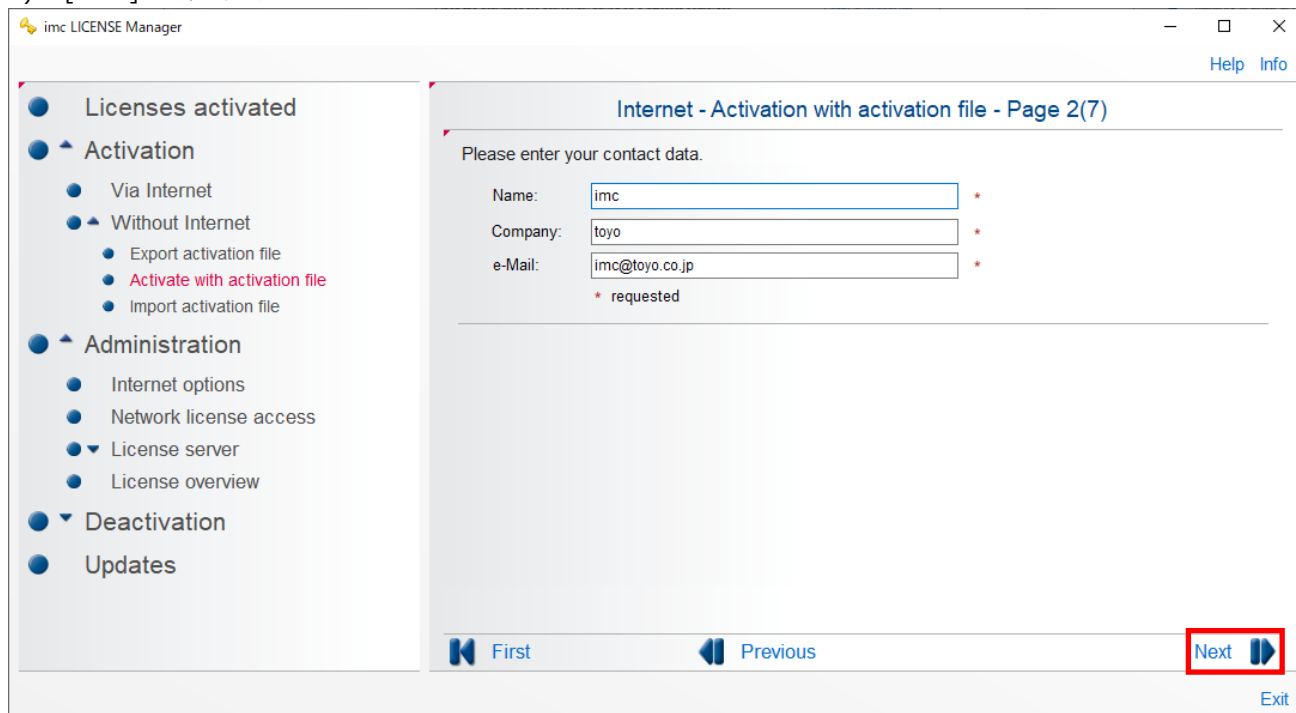 imc LICENSE Manager
Help Info
Licenses activated
Activation
Via Internet
Without Internet
Export activation file
Activate with activation file
Import activation file
Administration
Internet options
Network license access
License server
License overview
Deactivation
Updates
Internet - Activation with activation file - Page 2(7)
Please enter your contact data.
Name: imc *
Company: toyo *
e-Mail: imc@toyo.co.jp *
* requested
First Previous Next
Exit